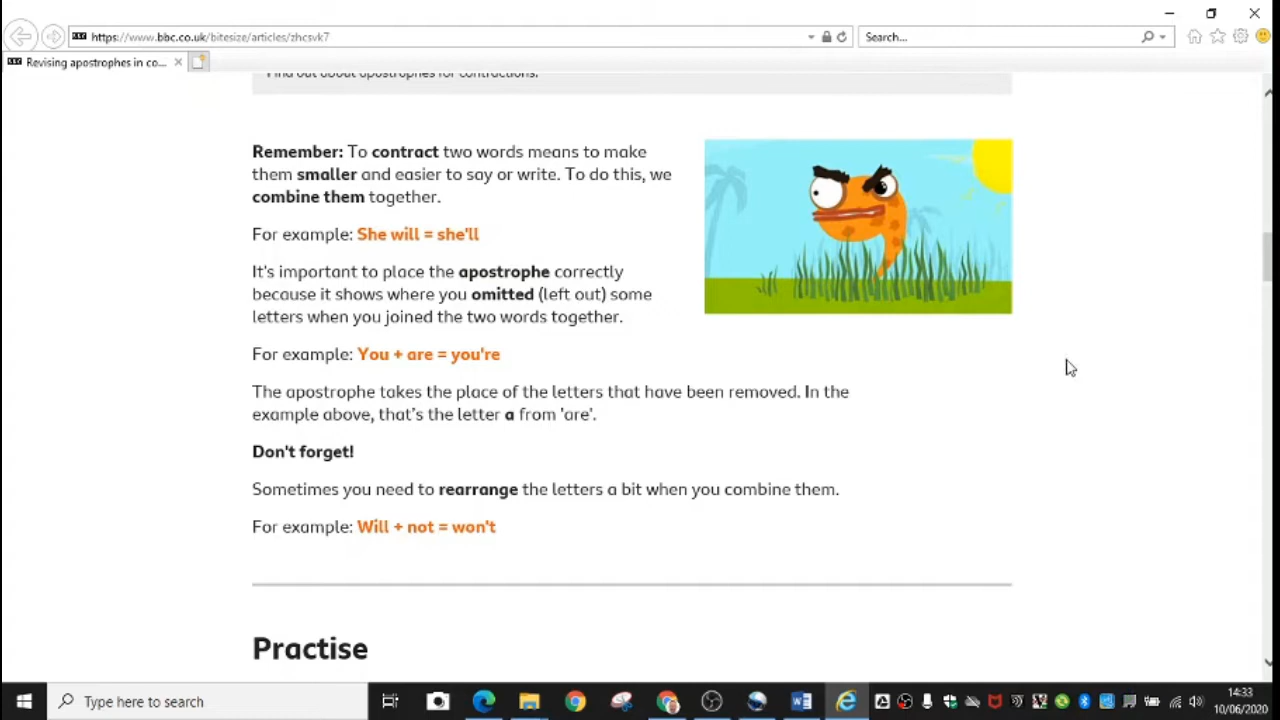 https://www.bbc.co.uk/bitesize/articles/zhcsvk7
Search...
Revising apostrophes in co...
Find out about apostrophes for contractions.
Remember: To contract two words means to make
them smaller and easier to say or write. To do this, we
combine them together.
For example: She will = she'll
It's important to place the apostrophe correctly
because it shows where you omitted (left out) some
letters when you joined the two words together.
For example: You + are = you're
The apostrophe takes the place of the letters that have been removed. In the
example above, that's the letter a from 'are'.
Don't forget!
Sometimes you need to rearrange the letters a bit when you combine them.
For example: Will + not = won't
Practise
Type here to search
14:33
10/06/2020